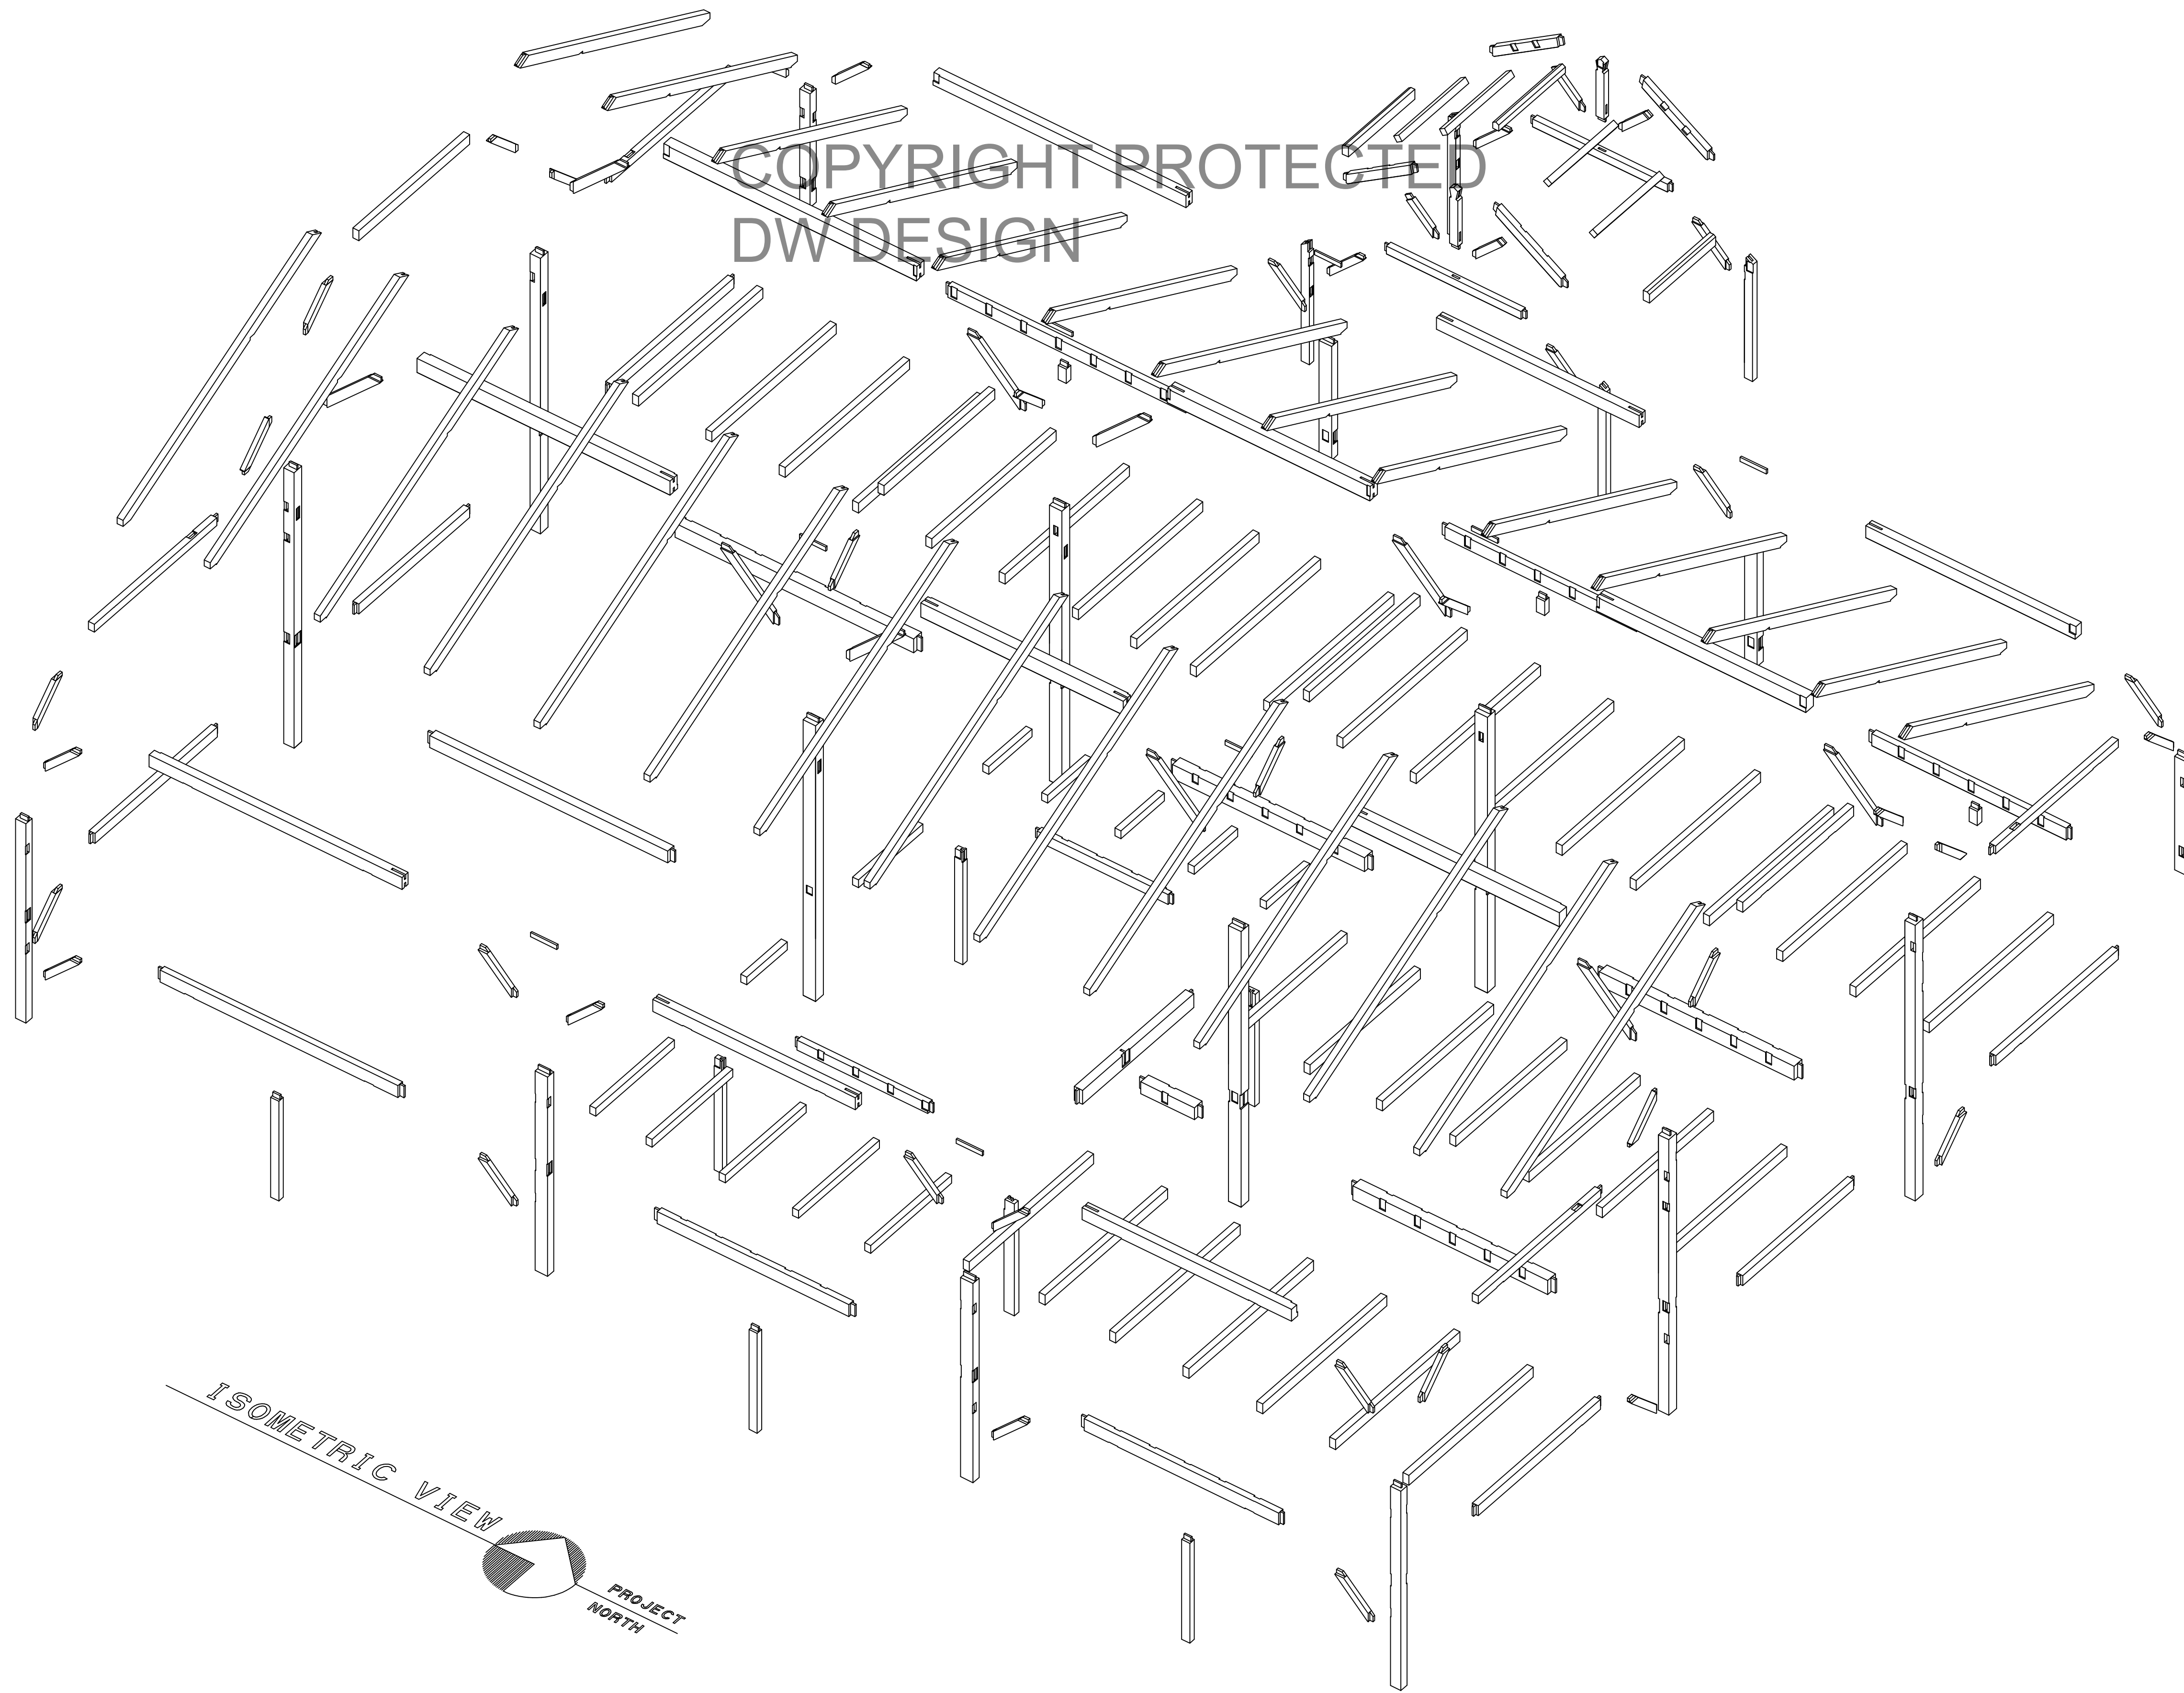 COPYRIGHT PROTECTED
DW DESIGN
ISOMETRIC VIEW
PROJECT
NORTH